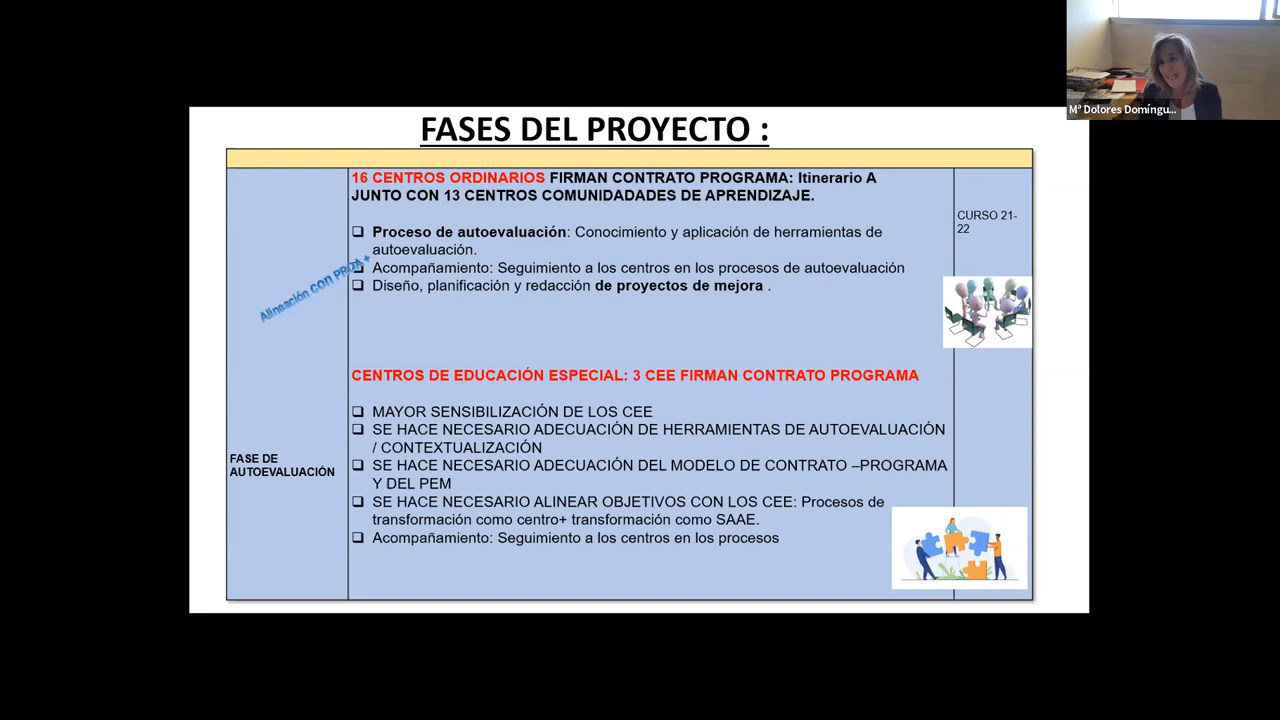 Mª Dolores Domíngu...
FASES DEL PROYECTO :
16 CENTROS ORDINARIOS FIRMAN CONTRATO PROGRAMA: Itinerario A
JUNTO CON 13 CENTROS COMUNIDADADES DE APRENDIZAJE.
CURSO 21-
22
❑ Proceso de autoevaluación: Conocimiento y aplicación de herramientas de
autoevaluación.
❑ Acompañamiento: Seguimiento a los centros en los procesos de autoevaluación
❑ Diseño, planificación y redacción de proyectos de mejora .
Alineación CON PROA +
CENTROS DE EDUCACIÓN ESPECIAL: 3 CEE FIRMAN CONTRATO PROGRAMA
❑ MAYOR SENSIBILIZACIÓN DE LOS CEE
❑ SE HACE NECESARIO ADECUACIÓN DE HERRAMIENTAS DE AUTOEVALUACIÓN
/ CONTEXTUALIZACIÓN
FASE DE
AUTOEVALUACIÓN
❑ SE HACE NECESARIO ADECUACIÓN DEL MODELO DE CONTRATO –PROGRAMA
Y DEL PEM
❑ SE HACE NECESARIO ALINEAR OBJETIVOS CON LOS CEE: Procesos de
transformación como centro+ transformación como SAAE.
❑ Acompañamiento: Seguimiento a los centros en los procesos